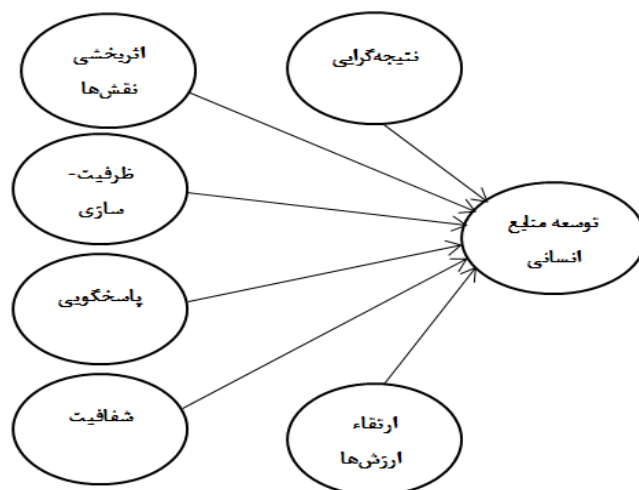 اثربخشی
نقش‌ها
نتیجه‌گرایی
ظرفیت-
سازی
توسعه منابع
انسانی
پاسخگویی
شفافیت
ارتقاء
ارزش‌ها